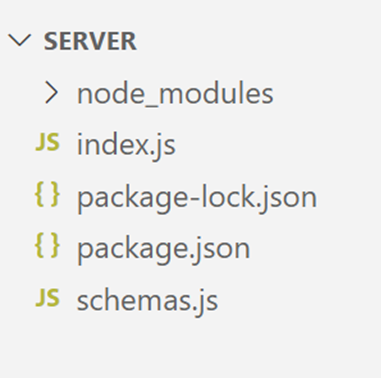 SERVER
node_modules
JS index.js
{} package-lock.json
{} package.json
JS schemas.js